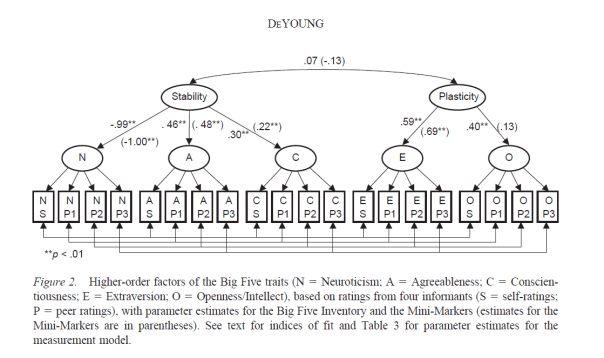 DEYOUNG
.07 (-.13)
Stability Plasticity
-.99** (-1.00**) .46** (.48**) .30** (.22**) .59** (.69**) .40** (.13)
N A C E O
N S N P1 N P2 N P3 A S A P1 A P2 A P3 C S C P1 C P2 C P3 E S E P1 E P2 E P3 O S O P1 O P2 O P3
**p < .01
Figure 2. Higher-order factors of the Big Five traits (N = Neuroticism; A = Agreeableness; C = Conscien-
tiousness; E = Extraversion; O = Openness/Intellect), based on ratings from four informants (S = self-ratings;
P = peer ratings), with parameter estimates for the Big Five Inventory and the Mini-Markers (estimates for the
Mini-Markers are in parentheses). See text for indices of fit and Table 3 for parameter estimates for the
measurement model.